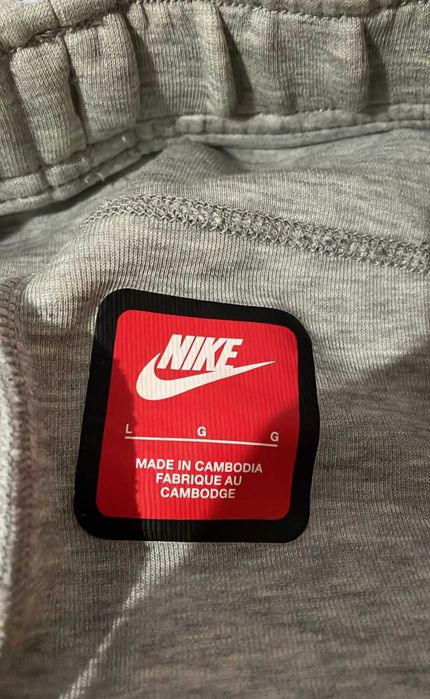 NIKE
L G G
MADE IN CAMBODIA
FABRIQUE AU
CAMBODGE